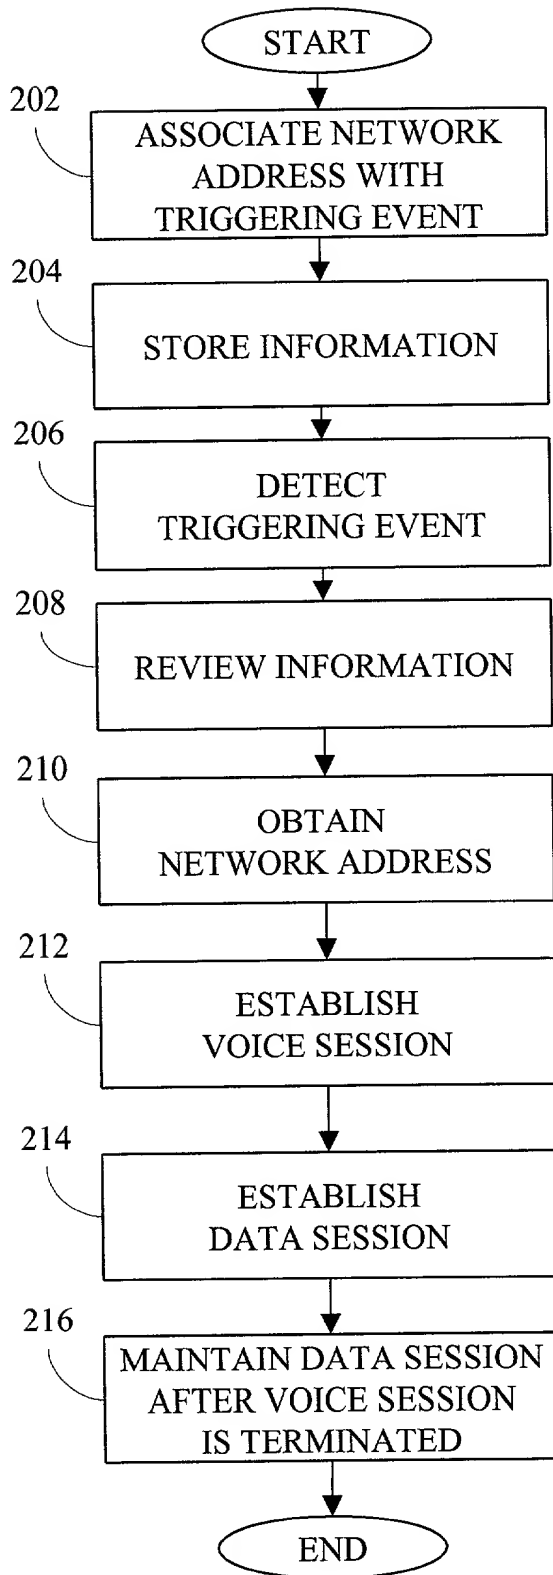 START
202
ASSOCIATE NETWORK
ADDRESS WITH
TRIGGERING EVENT
204
STORE INFORMATION
206
DETECT
TRIGGERING EVENT
208
REVIEW INFORMATION
210
OBTAIN
NETWORK ADDRESS
212
ESTABLISH
VOICE SESSION
214
ESTABLISH
DATA SESSION
216
MAINTAIN DATA SESSION
AFTER VOICE SESSION
IS TERMINATED
END